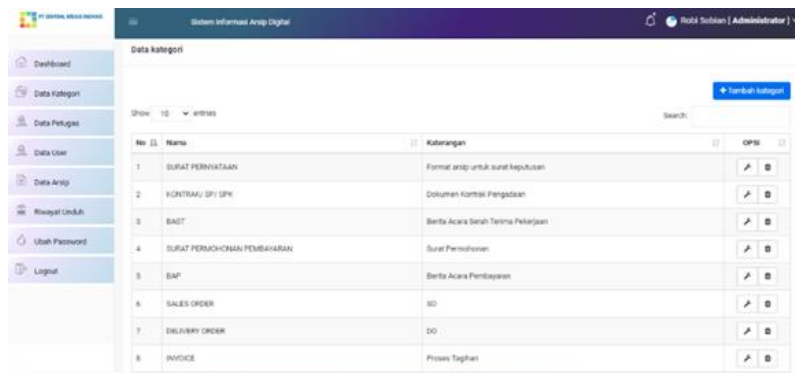 PT SENTRAL KREASI INOVASI
Sistem Informasi Arsip Digital
Robi Sobian [ Administrator ]
Dashboard
Data Kategori
Data Petugas
Data User
Data Arsip
Riwayat Unduh
Ubah Password
Logout
Data kategori
+ Tambah kategori
Show 10 entries
Search:
No Nama Keterangan OPSI
1 SURAT PERNYATAAN Format arsip untuk surat keputusan
2 KONTRAK/ SP/ SPK Dokumen Kontrak Pengadaan
3 BAST Berita Acara Serah Terima Pekerjaan
4 SURAT PERMOHONAN PEMBAYARAN Surat Permohonan
5 BAP Berita Acara Pembayaran
6 SALES ORDER SO
7 DELIVERY ORDER DO
8 INVOICE Proses Tagihan